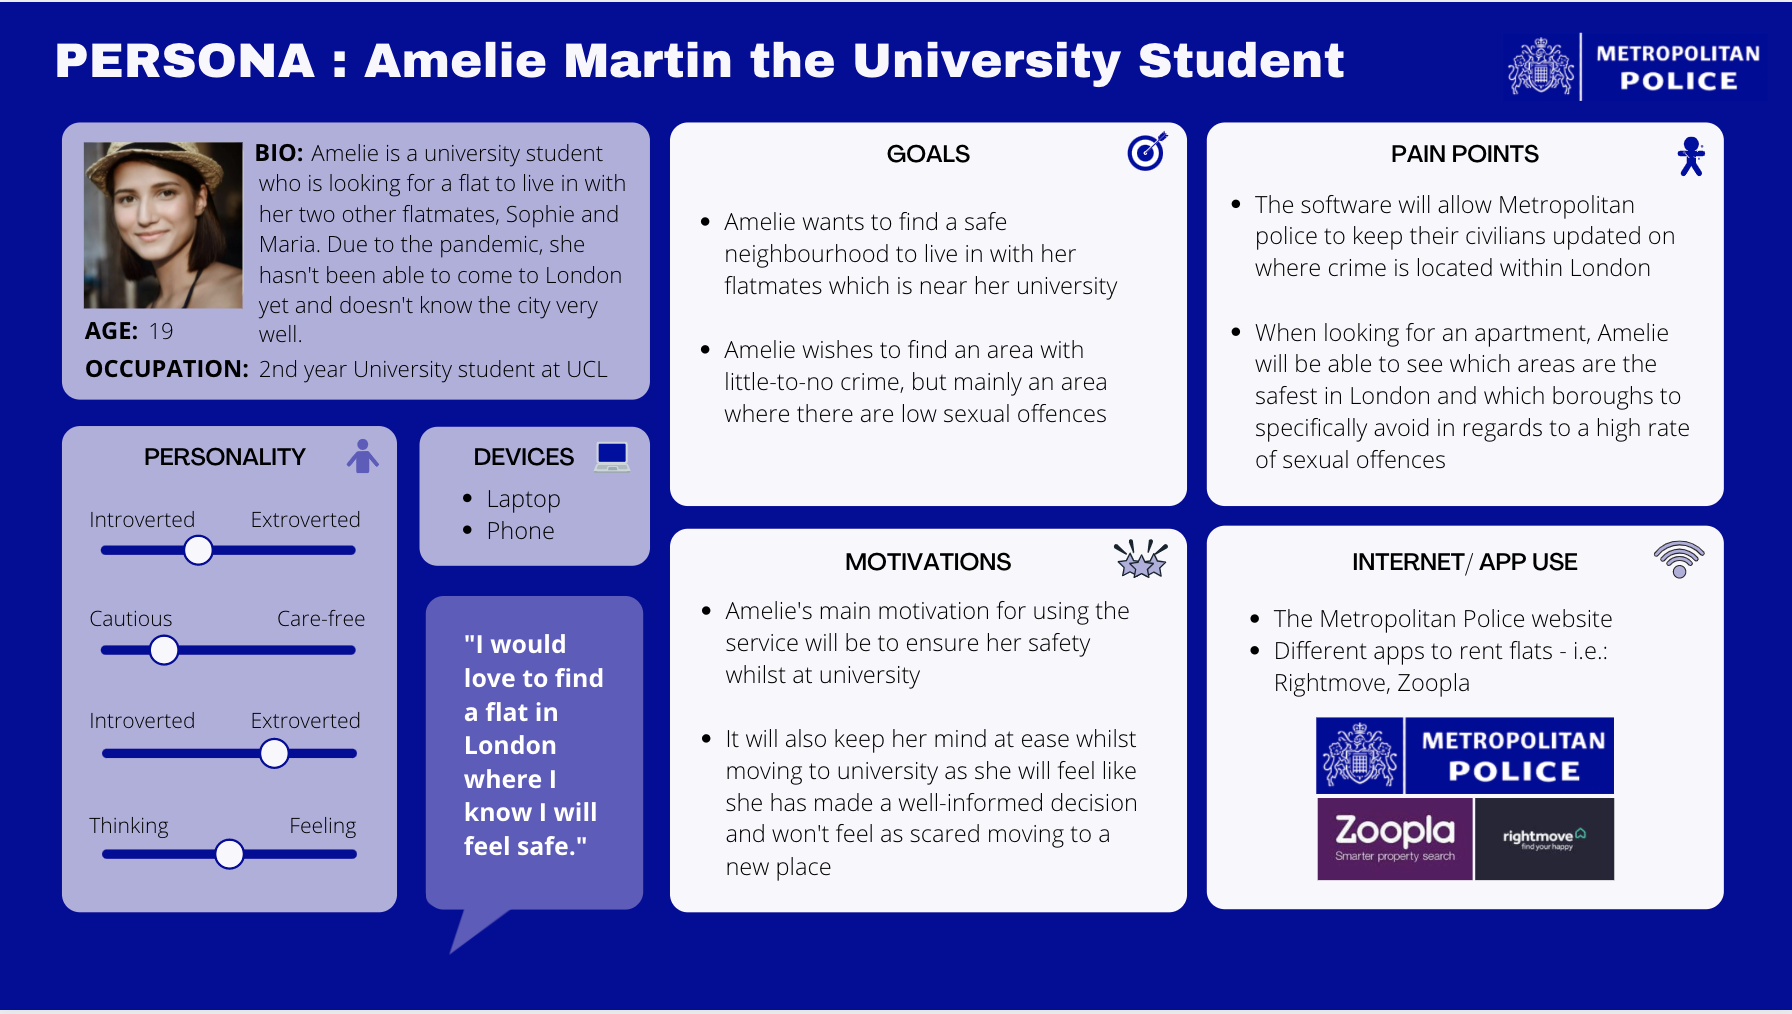 PERSONA : Amelie Martin the University Student
METROPOLITAN
POLICE
BIO: Amelie is a university student
who is looking for a flat to live in with
her two other flatmates, Sophie and
Maria. Due to the pandemic, she
hasn't been able to come to London
yet and doesn't know the city very
well.
AGE: 19
OCCUPATION: 2nd year University student at UCL
PERSONALITY
Introverted Extroverted
Cautious Care-free
Introverted Extroverted
Thinking Feeling
DEVICES
• Laptop
• Phone
"I would
love to find
a flat in
London
where I
know I will
feel safe."
GOALS
• Amelie wants to find a safe
neighbourhood to live in with her
flatmates which is near her university
• Amelie wishes to find an area with
little-to-no crime, but mainly an area
where there are low sexual offences
MOTIVATIONS
• Amelie's main motivation for using the
service will be to ensure her safety
whilst at university
• It will also keep her mind at ease whilst
moving to university as she will feel like
she has made a well-informed decision
and won't feel as scared moving to a
new place
PAIN POINTS
• The software will allow Metropolitan
police to keep their civilians updated on
where crime is located within London
• When looking for an apartment, Amelie
will be able to see which areas are the
safest in London and which boroughs to
specifically avoid in regards to a high rate
of sexual offences
INTERNET/ APP USE
• The Metropolitan Police website
• Different apps to rent flats - i.e.:
Rightmove, Zoopla
METROPOLITAN
POLICE
Zoopla
Smarter property search
rightmove
find your happy